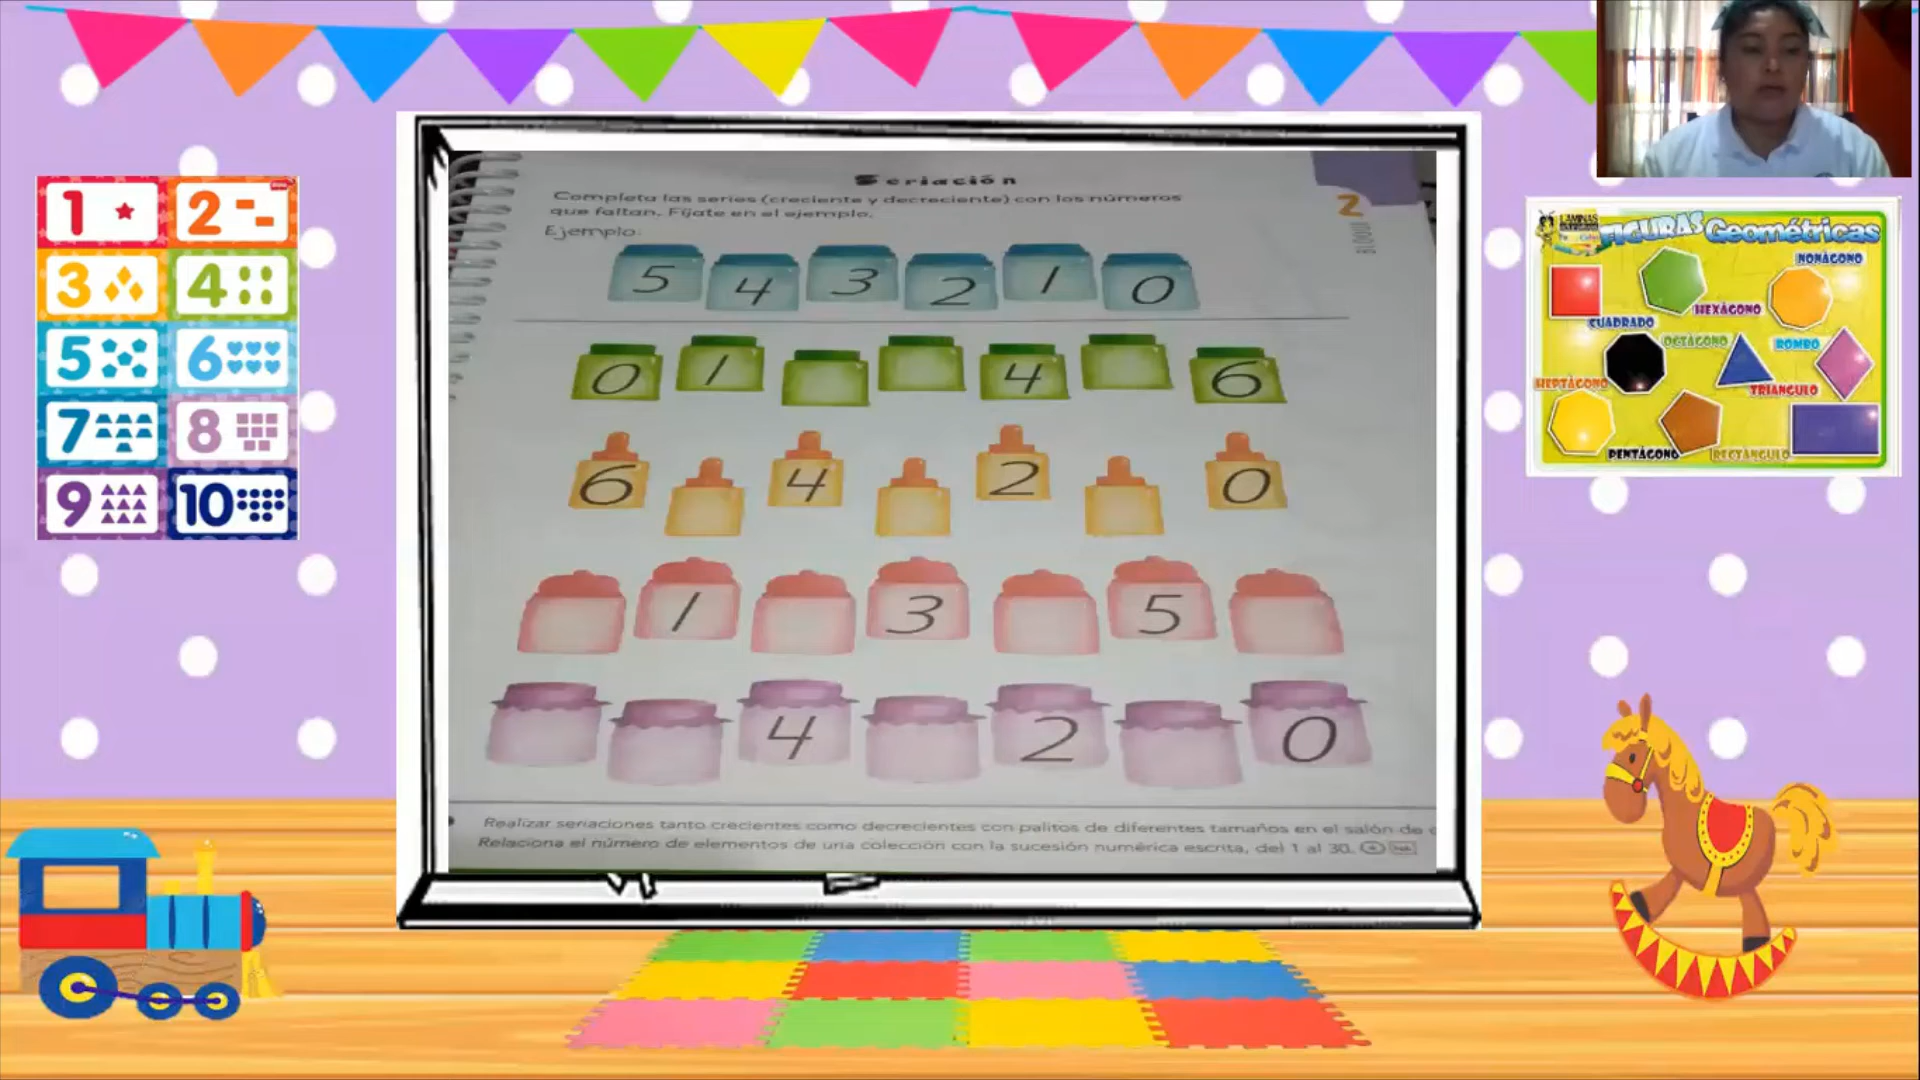 Seriación
Completa las series (creciente y decreciente) con los números
que faltan. Fíjate en el ejemplo.
2
BLOQUE
Ejemplo:
5 4 3 2 1 0
0 1 4 6
6 4 2 0
1 3 5
4 2 0
Realizar seriaciones tanto crecientes como decrecientes con palitos de diferentes tamaños en el salón de
Relaciona el número de elementos de una colección con la sucesión numérica escrita, del 1 al 30.
1 2
3 4
5 6
7 8
9 10
LAMINAS
FIGURAS Geométricas
NONÁGONO
HEXÁGONO
CUADRADO
OCTÁGONO
ROMBO
HEPTÁGONO
TRIANGULO
PENTÁGONO
RECTÁNGULO